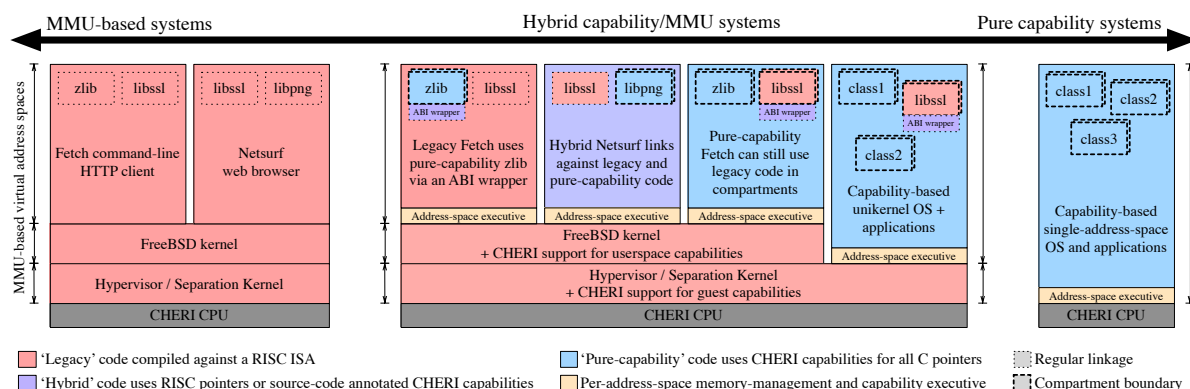 MMU-based systems
Hybrid capability/MMU systems
Pure capability systems
MMU-based virtual address spaces
zlib
libssl
Fetch command-line
HTTP client
libssl
libpng
Netsurf
web browser
FreeBSD kernel
Hypervisor / Separation Kernel
CHERI CPU
zlib
ABI wrapper
libssl
Legacy Fetch uses
pure-capability zlib
via an ABI wrapper
Address-space executive
libssl
libpng
Hybrid Netsurf links
against legacy and
pure-capability code
Address-space executive
zlib
libssl
ABI wrapper
Pure-capability
Fetch can still use
legacy code in
compartments
Address-space executive
class1
libssl
ABI wrapper
class2
Capability-based
unikernel OS +
applications
Address-space executive
FreeBSD kernel
+ CHERI support for userspace capabilities
Hypervisor / Separation Kernel
+ CHERI support for guest capabilities
CHERI CPU
class1
class2
class3
Capability-based
single-address-space
OS and applications
Address-space executive
CHERI CPU
'Legacy' code compiled against a RISC ISA
'Pure-capability' code uses CHERI capabilities for all C pointers
Regular linkage
'Hybrid' code uses RISC pointers or source-code annotated CHERI capabilities
Per-address-space memory-management and capability executive
Compartment boundary